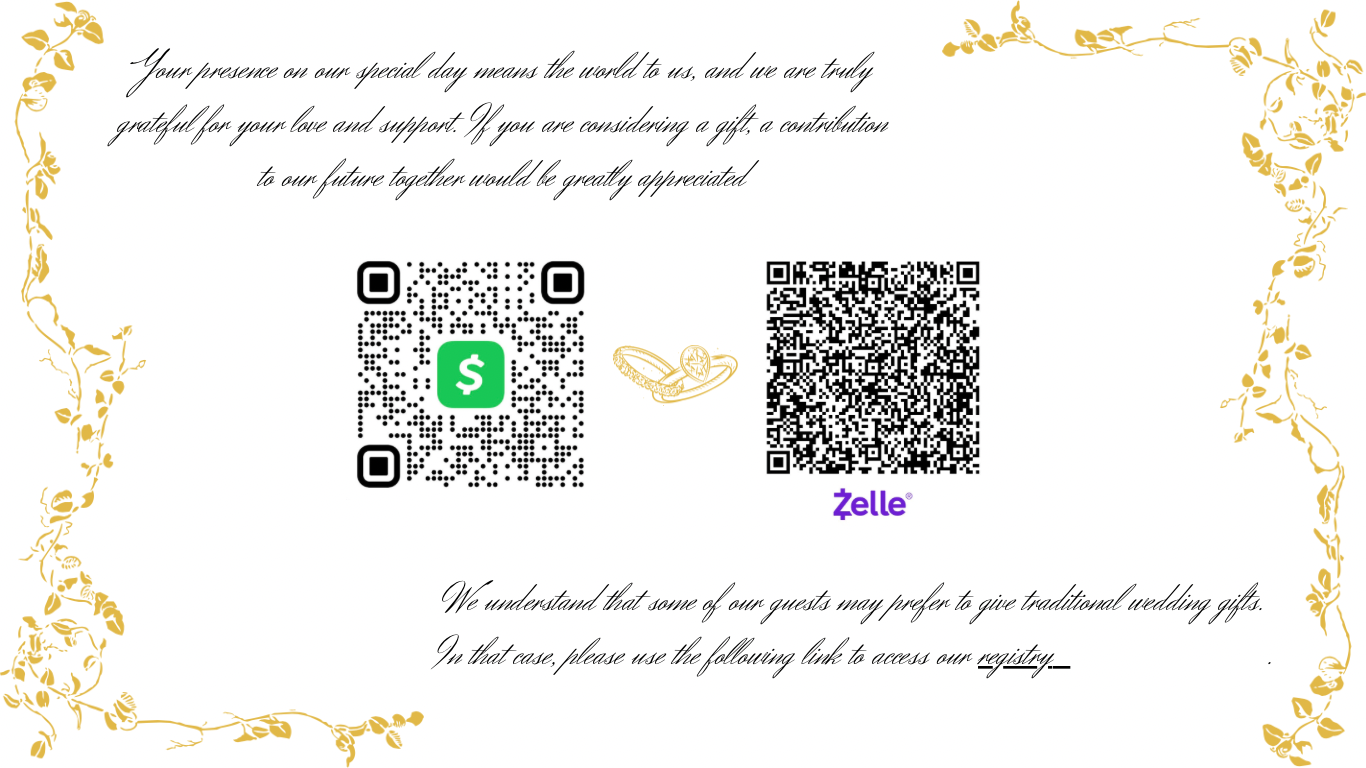 Your presence on our special day means the world to us, and we are truly
grateful for your love and support. If you are considering a gift, a contribution
to our future together would be greatly appreciated
$
Zelle®
We understand that some of our guests may prefer to give traditional wedding gifts.
In that case, please use the following link to access our registry .